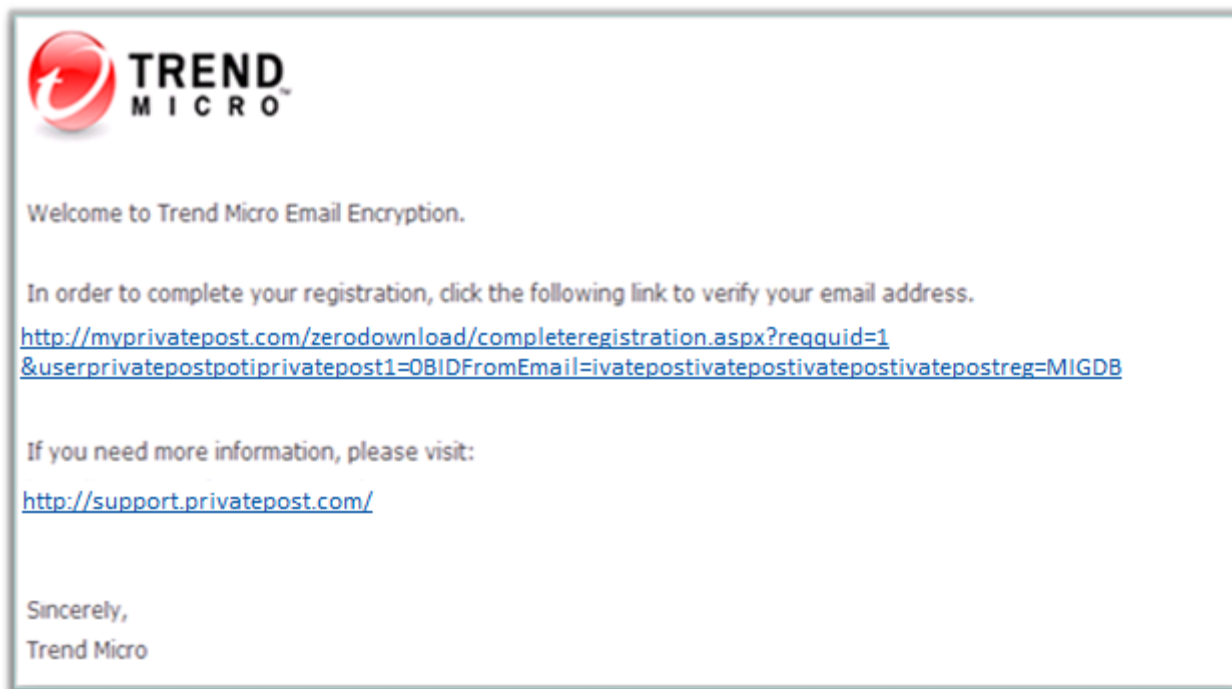 TREND
MICRO™
Welcome to Trend Micro Email Encryption.
In order to complete your registration, click the following link to verify your email address.
http://myprivatepost.com/zerodownload/completeregistration.aspx?reqquid=1
&userprivatepostpotiprivatepost1=0BIDFromEmail=ivatepostivatepostivatepostivatepostreg=MIGDB
If you need more information, please visit:
http://support.privatepost.com/
Sincerely,
Trend Micro